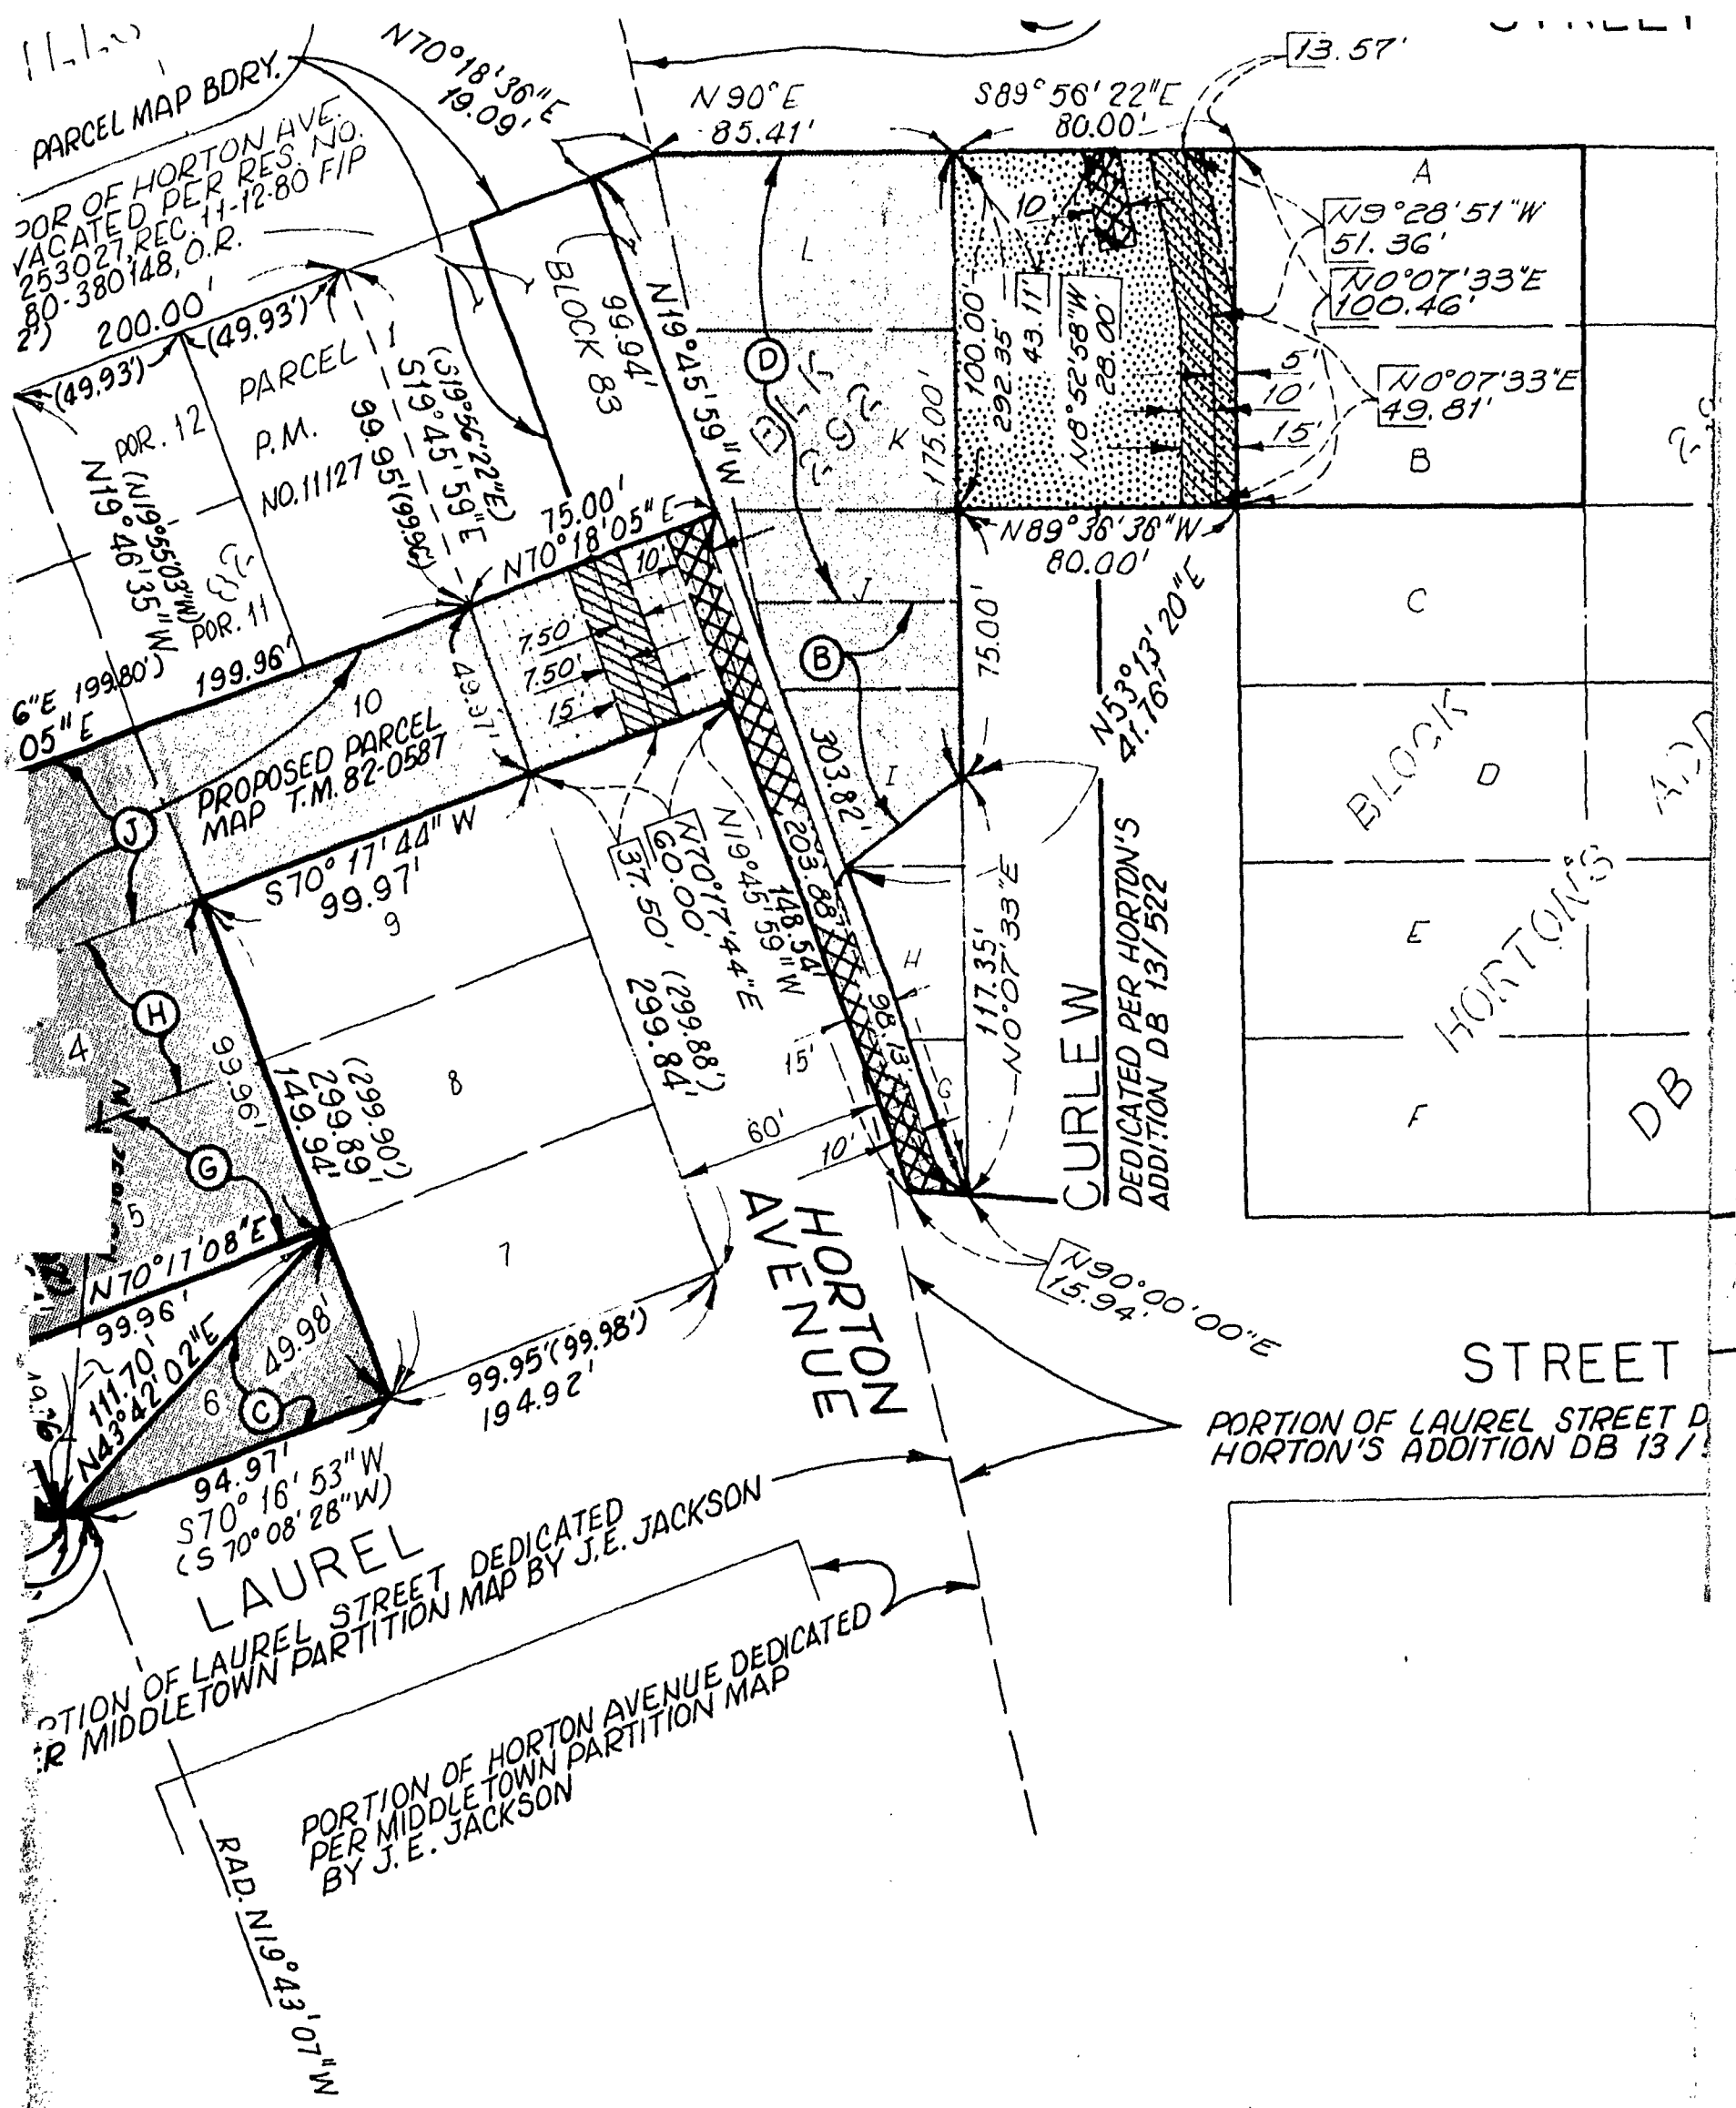 PARCEL MAP BDRY.
N70°18'36"E
19.09'
N90°E
85.41'
S89°56'22"E
80.00'
13.57'
POR OF HORTON AVE.
VACATED PER RES. NO.
253027, REC. 11-12-80 F/P
80-380148, O.R.
2')
200.00'
(49.93')
(49.93')
PARCEL 1
P.M.
NO. 11127
POR. 12
(N19°55'03"W)
N19°46'35"W
POR. 11
(S19°56'22"E)
S19°45'59"E
99.95' (99.96')
BLOCK 83
99.94'
N19°45'59"W
75.00'
N70°18'05"E
L
D
K
J
B
I
H
G
175.00'
100.00'
292.35'
10'
43.11'
N8°52'58"W
28.00'
N9°28'51"W
51.36'
N0°07'33"E
100.46'
5'
10'
15'
N0°07'33"E
49.81'
A
B
C
D
E
F
N89°36'36"W
80.00'
75.00'
N53°13'20"E
41.76'
10'
7.50'
7.50'
15'
49.97'
6"E 199.80')
05"E
199.96'
10
PROPOSED PARCEL
MAP T.M. 82-0587
J
S70°17'44"W
99.97'
9
37.50'
N70°17'44"E
60.00'
N19°45'59"W
148.54'
203.88'
303.82'
98.13'
117.35'
N0°07'33"E
(299.88')
299.84'
15'
60'
10'
H
4
99.96'
(299.90')
299.89'
149.94'
8
G
5
N70°17'08"E
99.96'
7
111.70'
N43°42'02"E
49.98'
6
C
94.97'
S70°16'53"W
(S70°08'28"W)
99.95' (99.98')
194.92'
HORTON
AVENUE
CURLEW
DEDICATED PER HORTON'S
ADDITION DB 13/522
BLOCK
HORTONS
DB
N90°00'00"E
15.94'
STREET
PORTION OF LAUREL STREET D
HORTON'S ADDITION DB 13/
LAUREL
RTION OF LAUREL STREET DEDICATED
ER MIDDLETOWN PARTITION MAP BY J.E. JACKSON
PORTION OF HORTON AVENUE DEDICATED
PER MIDDLETOWN PARTITION MAP
BY J.E. JACKSON
RAD. N19°43'07"W